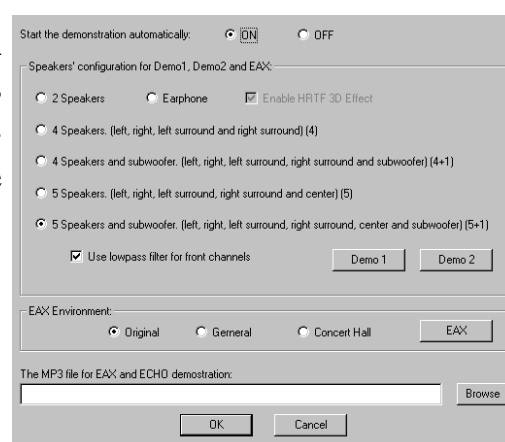 Start the demonstration automatically: ON OFF
Speakers' configuration for Demo1, Demo2 and EAX:
2 Speakers Earphone Enable HRTF 3D Effect
4 Speakers. (left, right, left surround and right surround) (4)
4 Speakers and subwoofer. (left, right, left surround, right surround and subwoofer) (4+1)
5 Speakers. (left, right, left surround, right surround and center) (5)
5 Speakers and subwoofer. (left, right, left surround, right surround, center and subwoofer) (5+1)
Use lowpass filter for front channels Demo 1 Demo 2
EAX Environment:
Original Gerneral Concert Hall EAX
The MP3 file for EAX and ECHO demostration:
Browse
OK Cancel